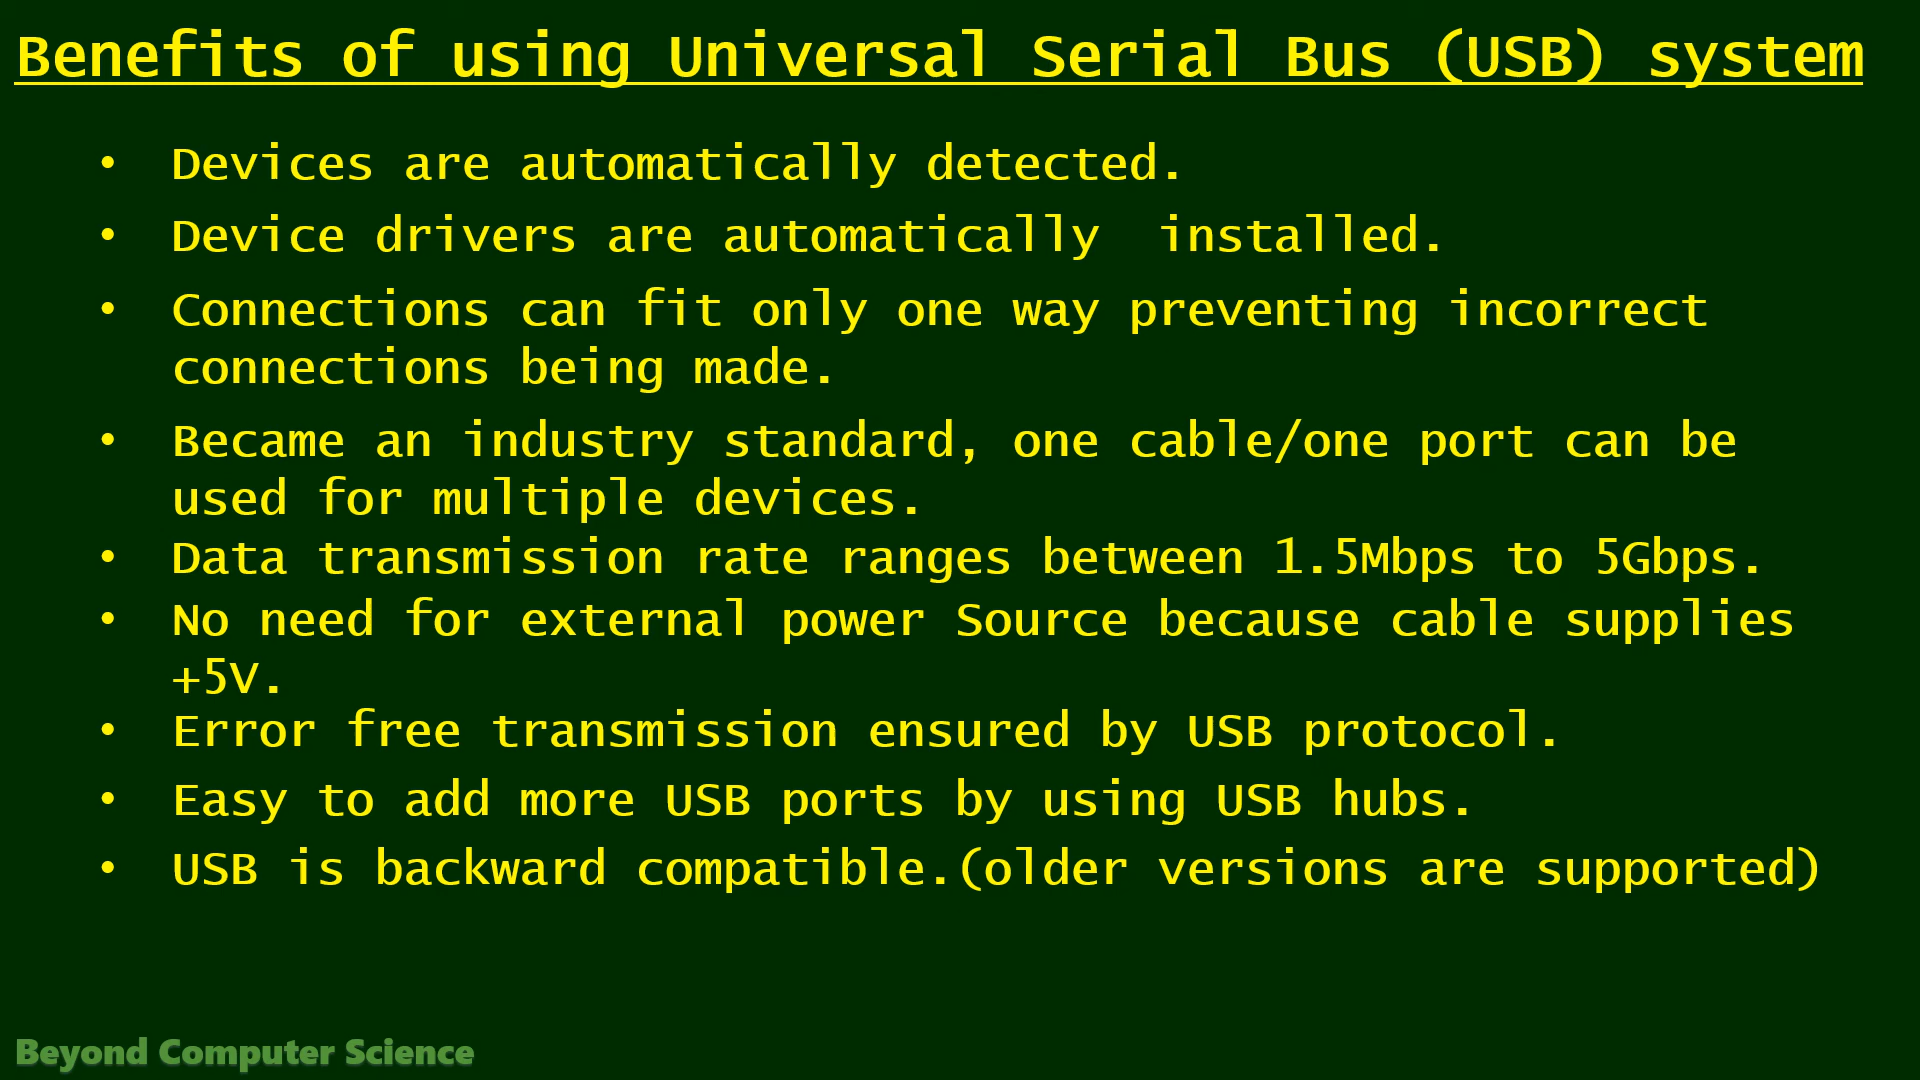 Benefits of using Universal Serial Bus (USB) system
• Devices are automatically detected.
• Device drivers are automatically  installed.
• Connections can fit only one way preventing incorrect
connections being made.
• Became an industry standard, one cable/one port can be
used for multiple devices.
• Data transmission rate ranges between 1.5Mbps to 5Gbps.
• No need for external power Source because cable supplies
+5V.
• Error free transmission ensured by USB protocol.
• Easy to add more USB ports by using USB hubs.
• USB is backward compatible.(older versions are supported)
Beyond Computer Science